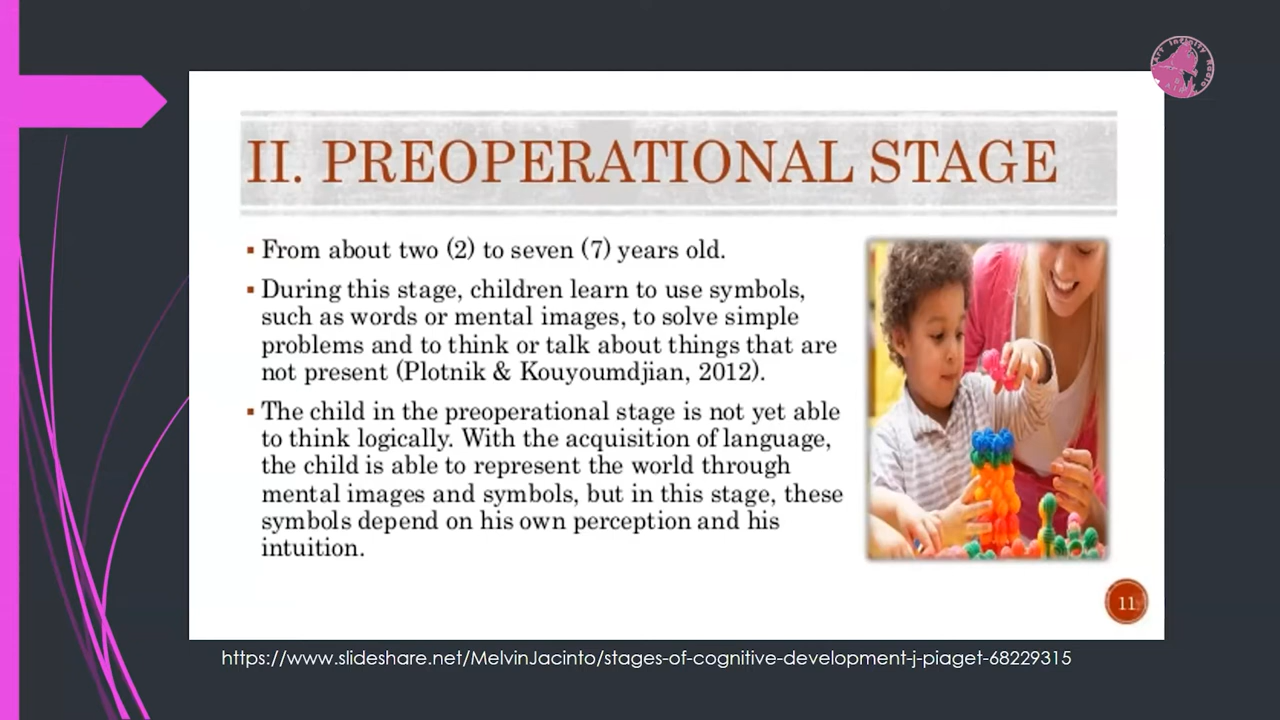 II. PREOPERATIONAL STAGE
▪ From about two (2) to seven (7) years old.
▪ During this stage, children learn to use symbols,
such as words or mental images, to solve simple
problems and to think or talk about things that are
not present (Plotnik & Kouyoumdjian, 2012).
▪ The child in the preoperational stage is not yet able
to think logically. With the acquisition of language,
the child is able to represent the world through
mental images and symbols, but in this stage, these
symbols depend on his own perception and his
intuition.
11
https://www.slideshare.net/MelvinJacinto/stages-of-cognitive-development-j-piaget-68229315
Art Infinity Radio